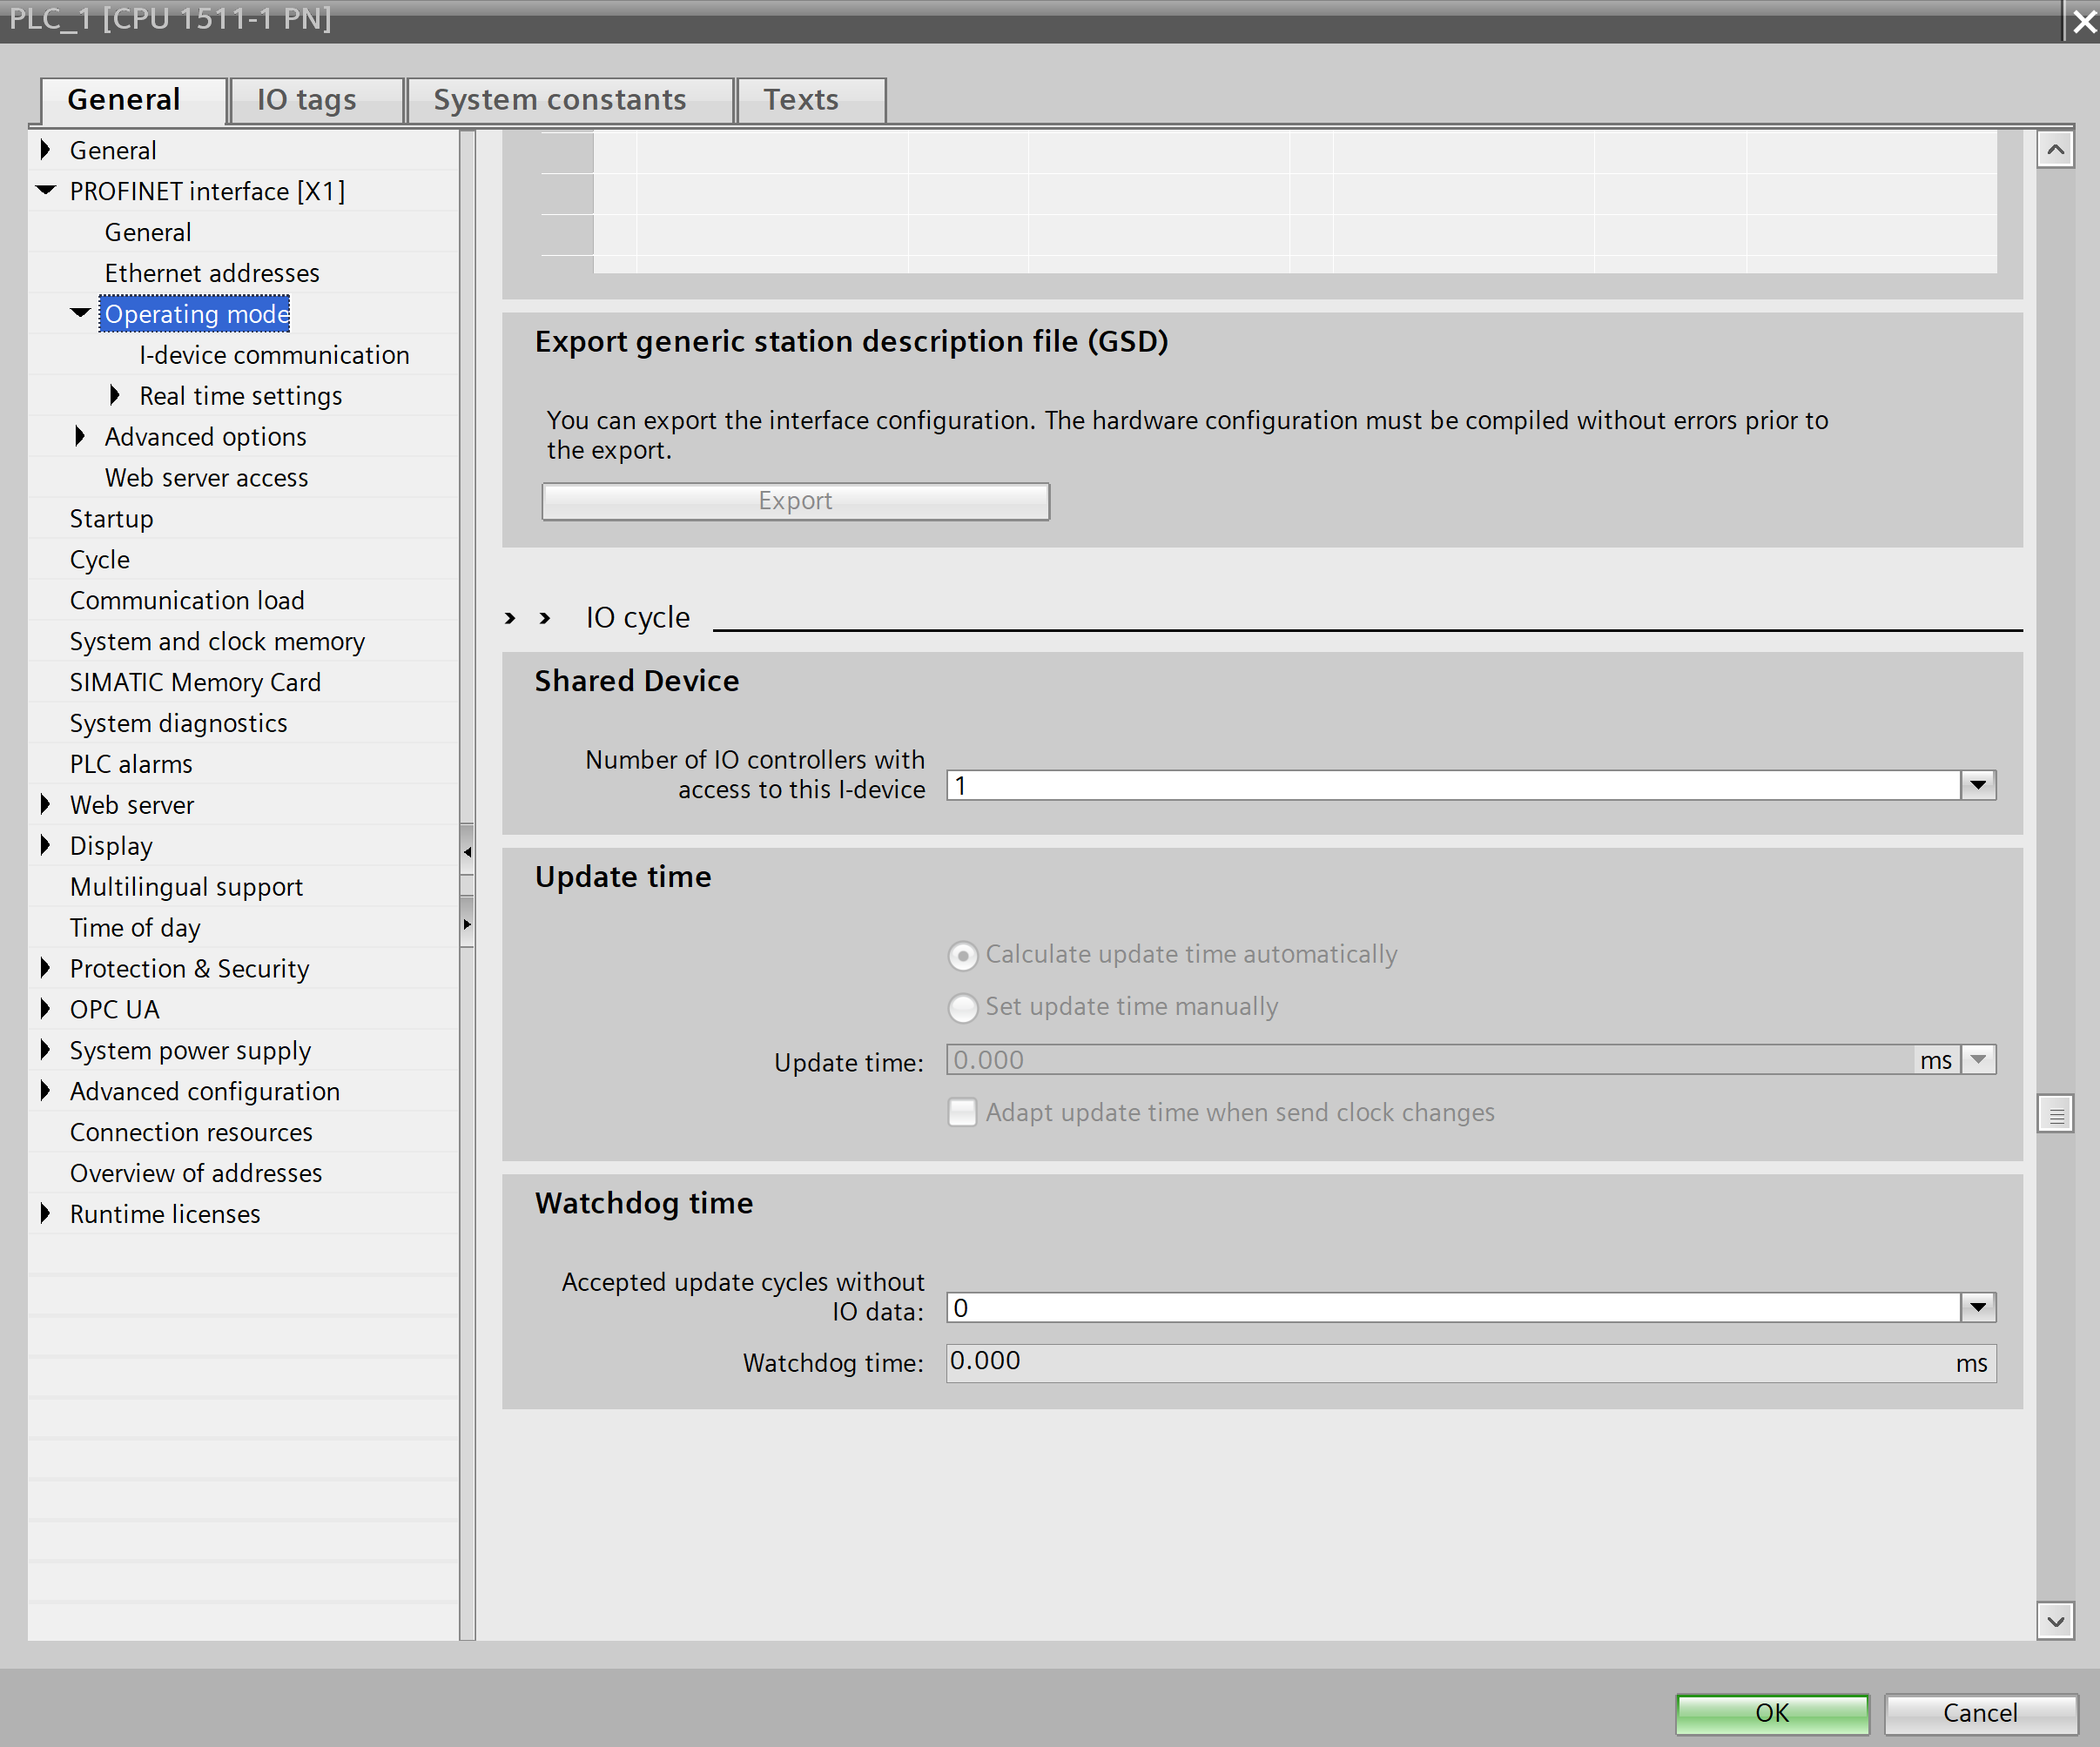 PLC_1 [CPU 1511-1 PN]
General
IO tags
System constants
Texts
General
PROFINET interface [X1]
General
Ethernet addresses
Operating mode
I-device communication
Real time settings
Advanced options
Web server access
Startup
Cycle
Communication load
System and clock memory
SIMATIC Memory Card
System diagnostics
PLC alarms
Web server
Display
Multilingual support
Time of day
Protection & Security
OPC UA
System power supply
Advanced configuration
Connection resources
Overview of addresses
Runtime licenses
Export generic station description file (GSD)
You can export the interface configuration. The hardware configuration must be compiled without errors prior to
the export.
Export
IO cycle
Shared Device
Number of IO controllers with
access to this I-device
1
Update time
Calculate update time automatically
Set update time manually
Update time:
0.000
ms
Adapt update time when send clock changes
Watchdog time
Accepted update cycles without
IO data:
0
Watchdog time:
0.000
ms
OK
Cancel